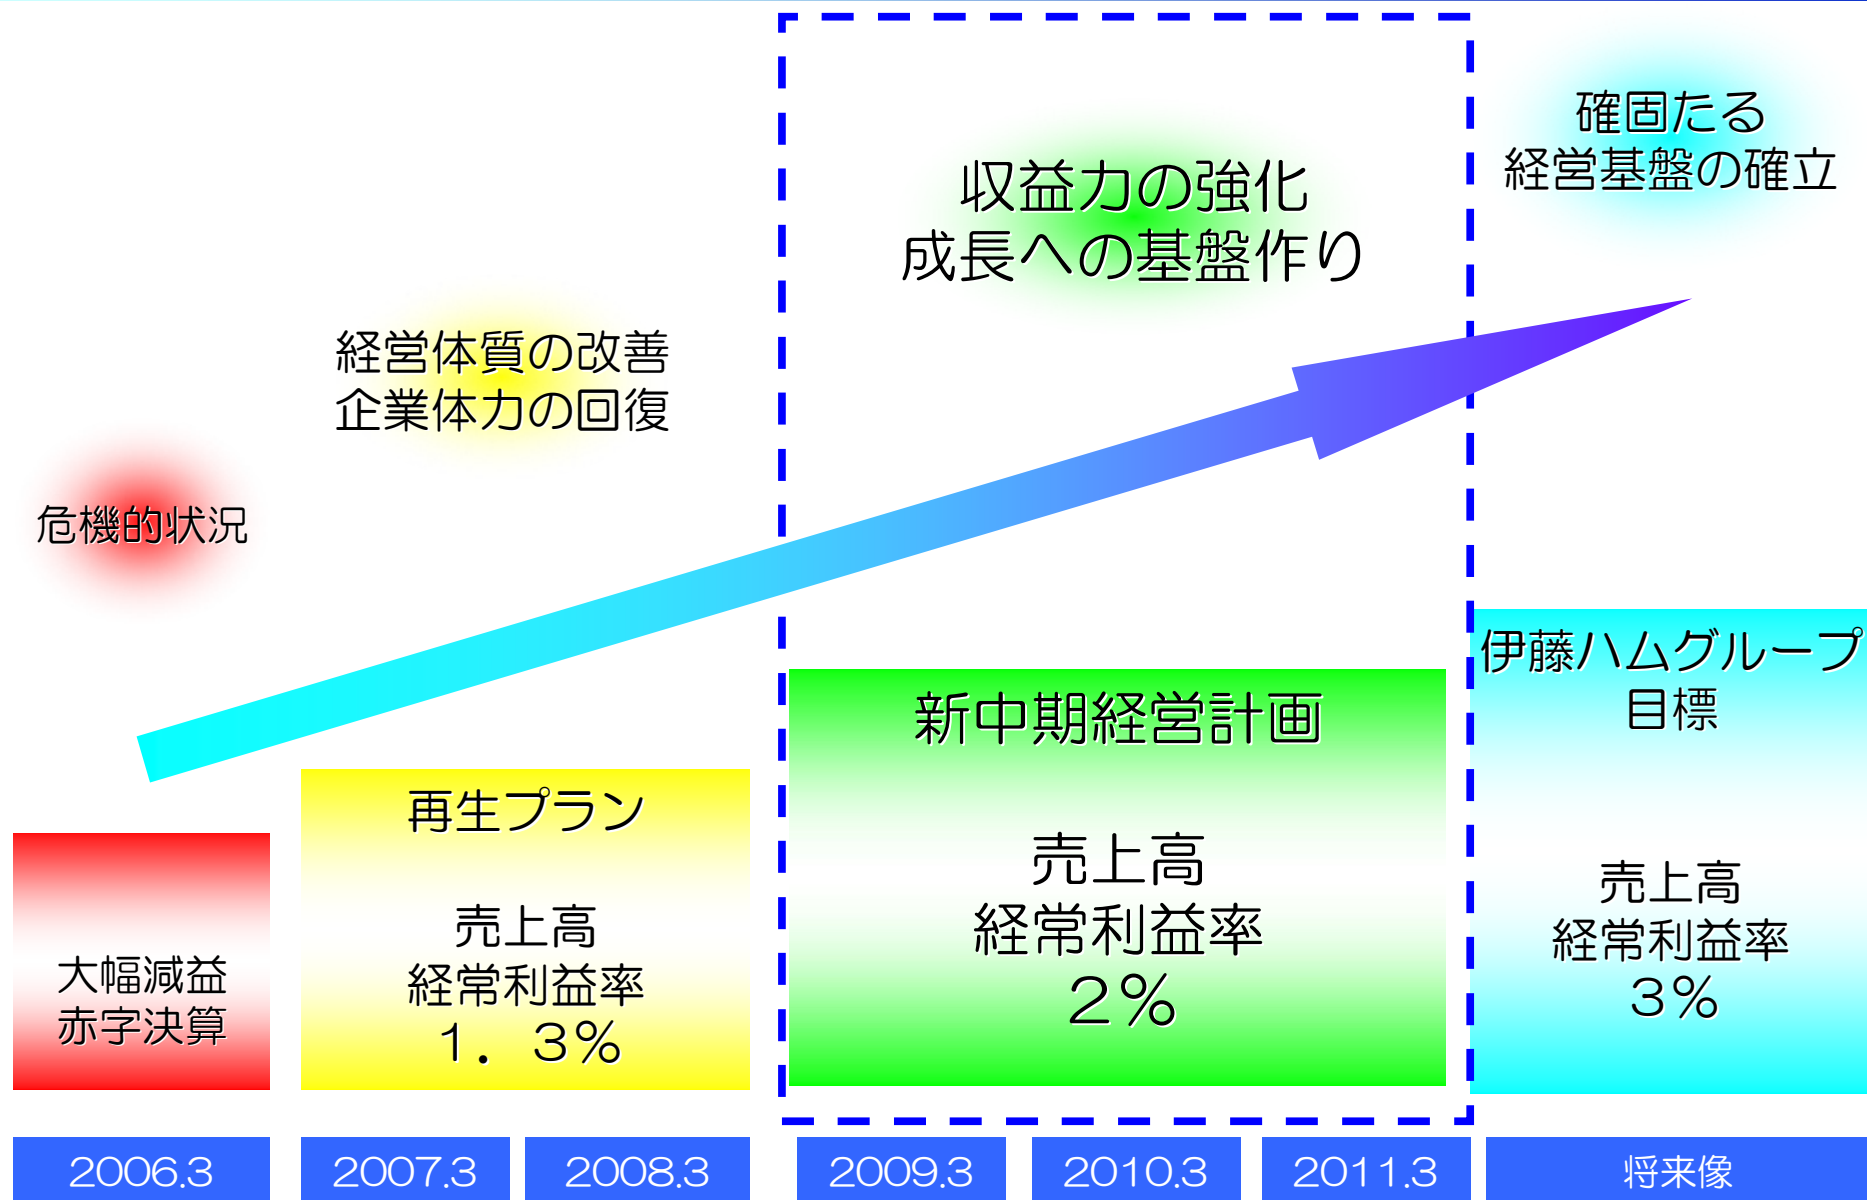 危機的状況
経営体質の改善
企業体力の回復
収益力の強化
成長への基盤作り
確固たる
経営基盤の確立
大幅減益
赤字決算
再生プラン
売上高
経常利益率
１．３％
新中期経営計画
売上高
経常利益率
２％
伊藤ハムグループ
目標
売上高
経常利益率
３％
2006.3
2007.3
2008.3
2009.3
2010.3
2011.3
将来像